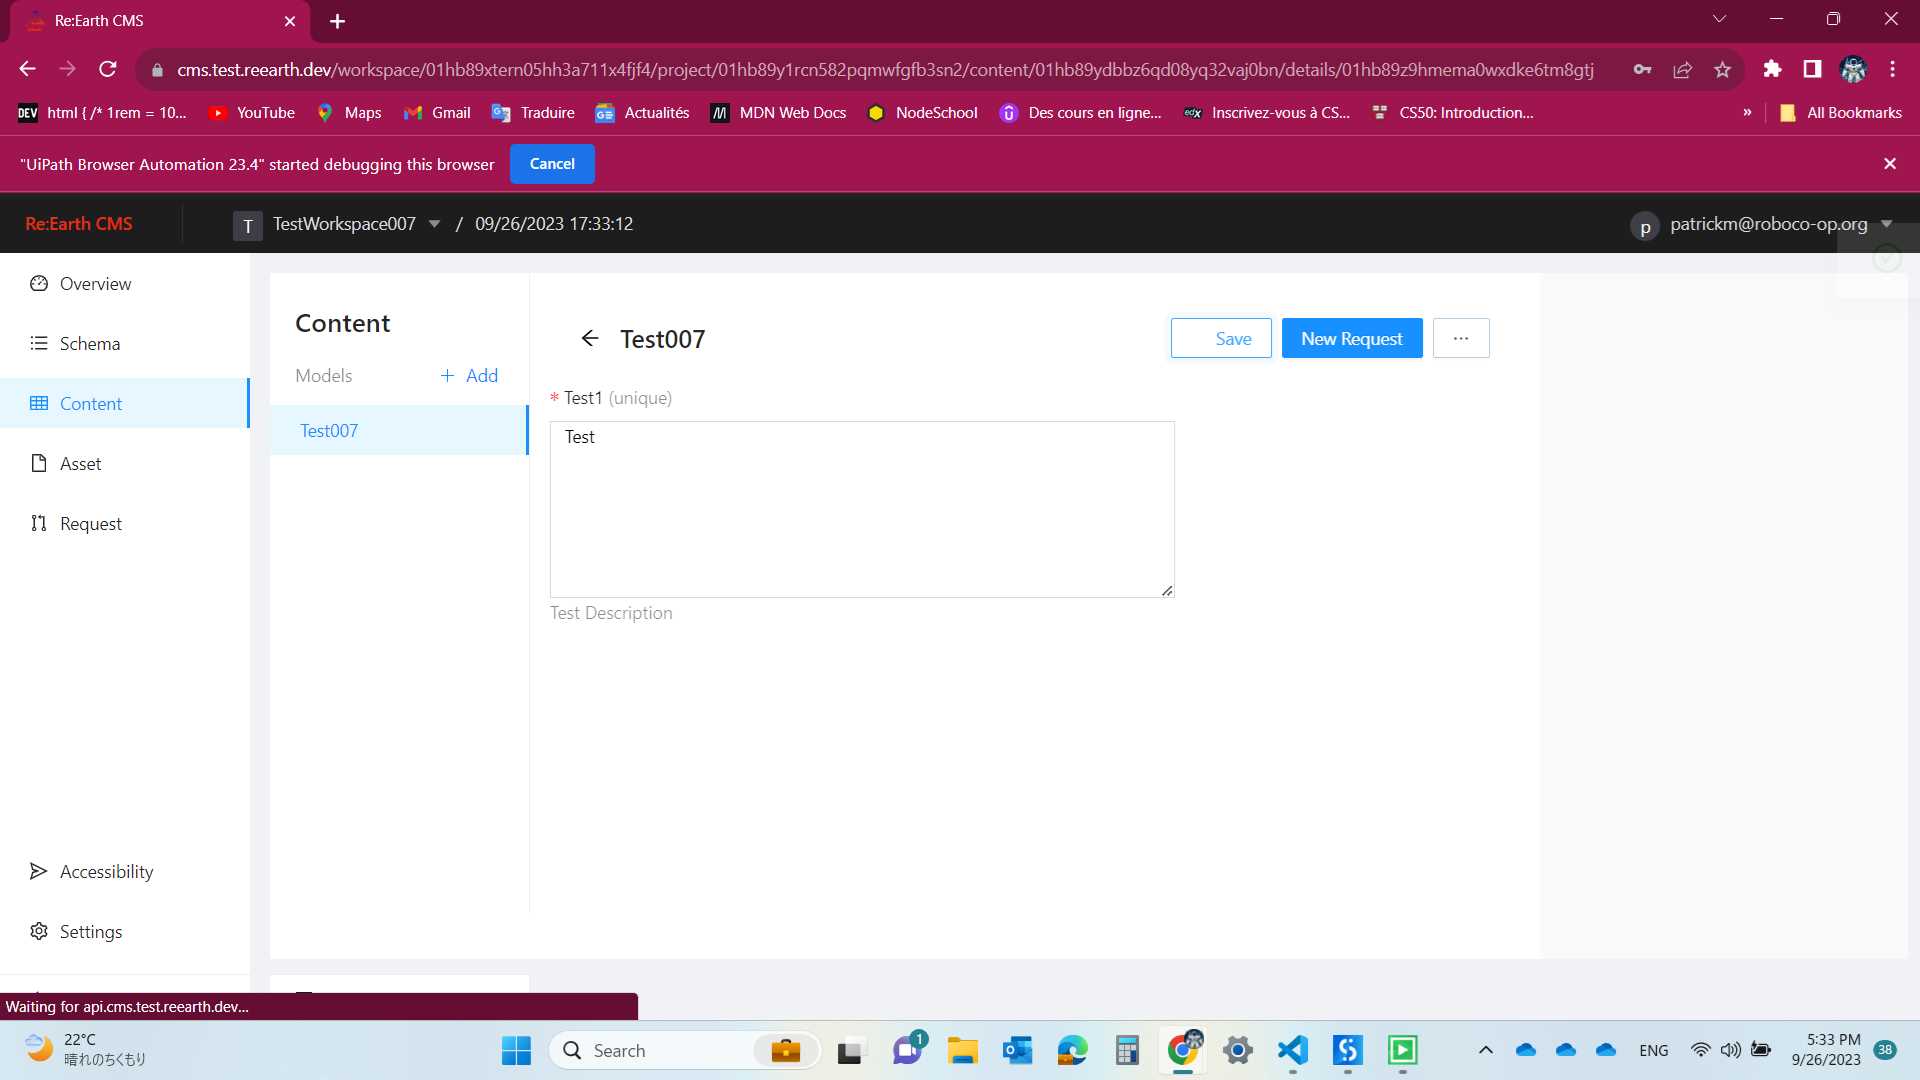 Re:Earth CMS
cms.test.reearth.dev/workspace/01hb89xtern05hh3a711x4fjf4/project/01hb89y1rcn582pqmwfgfb3sn2/content/01hb89ydbbz6qd08yq32vaj0bn/details/01hb89z9hmema0wxdke6tm8gtj
DEV html { /* 1rem = 10... YouTube Maps Gmail Traduire Actualités MDN Web Docs NodeSchool Des cours en ligne... edX Inscrivez-vous à CS... CS50: Introduction... » All Bookmarks
"UiPath Browser Automation 23.4" started debugging this browser Cancel
Re:Earth CMS T TestWorkspace007 / 09/26/2023 17:33:12 p patrickm@roboco-op.org
Overview
Schema
Content
Asset
Request
Accessibility
Settings
Content
Models + Add
Test007
Test007
Save New Request ...
* Test1 (unique)
Test
Test Description
Waiting for api.cms.test.reearth.dev...
22°C
晴れのちくもり
Search
1
ENG
5:33 PM
9/26/2023
38